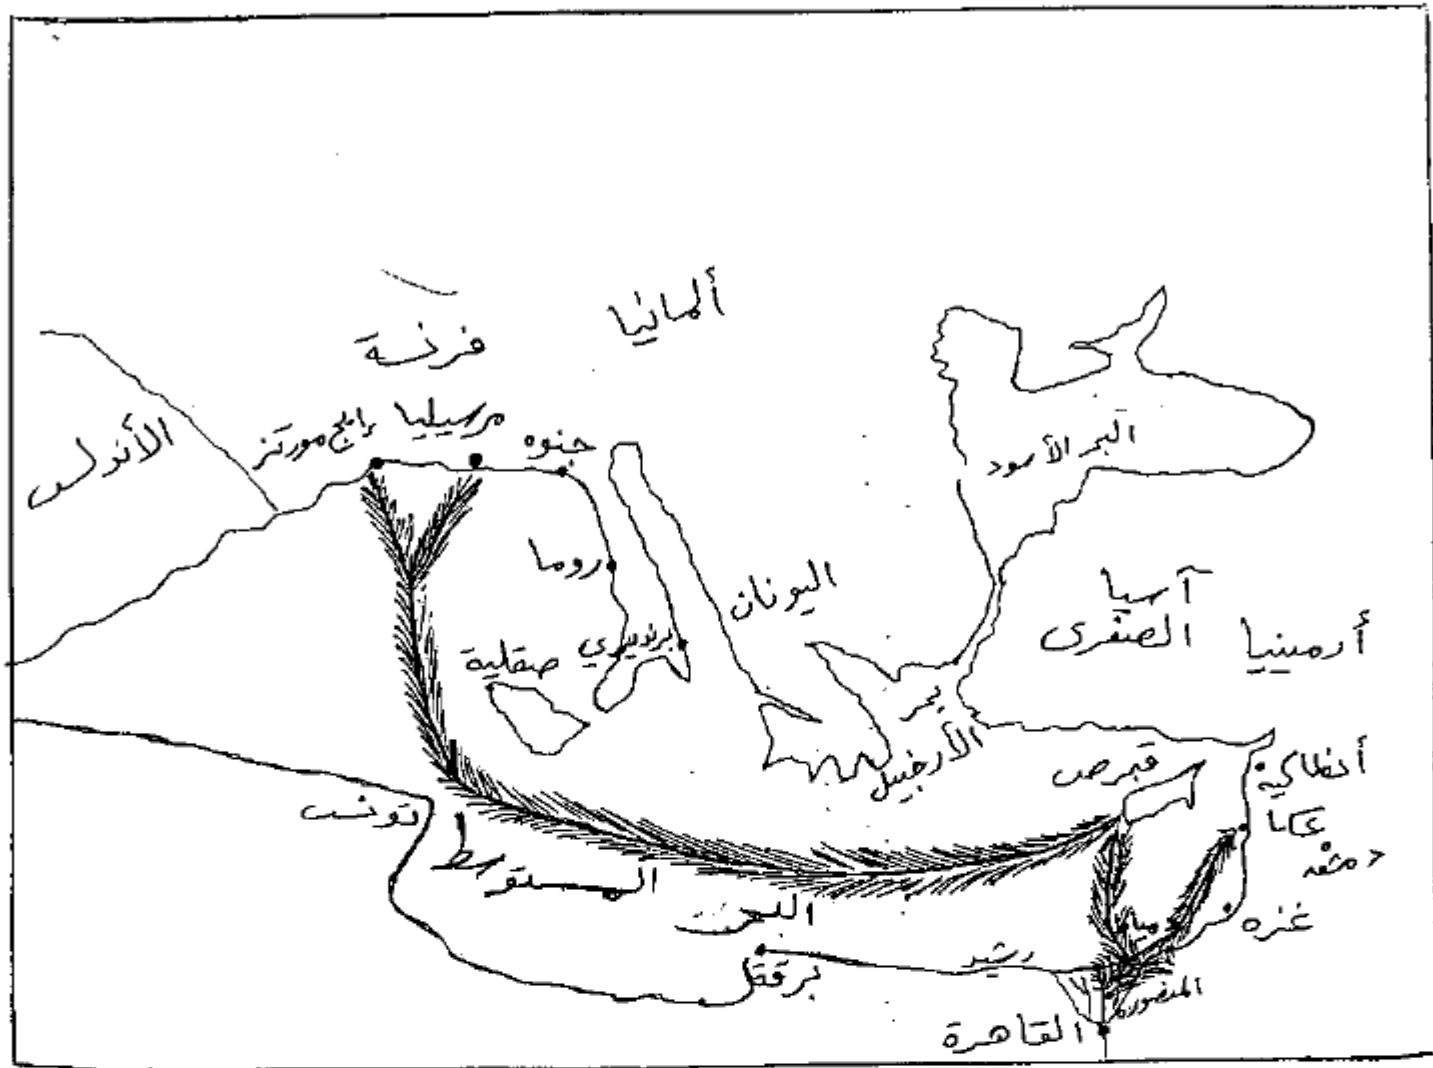 ألمانيا
فرنسة
الأندلس
إيج مورتز
مرسيليا
جنوه
البحر الأسود
روما
اليونان
آسيا
الصغرى
أرمينيا
صقلية
برنديزي
بحر
الأرخبيل
قبرص
أنطاكية
عكا
دمشق
تونس
المستوسط
البحر
غزه
دمياط
برقة
رشيد
المنصورة
القاهرة